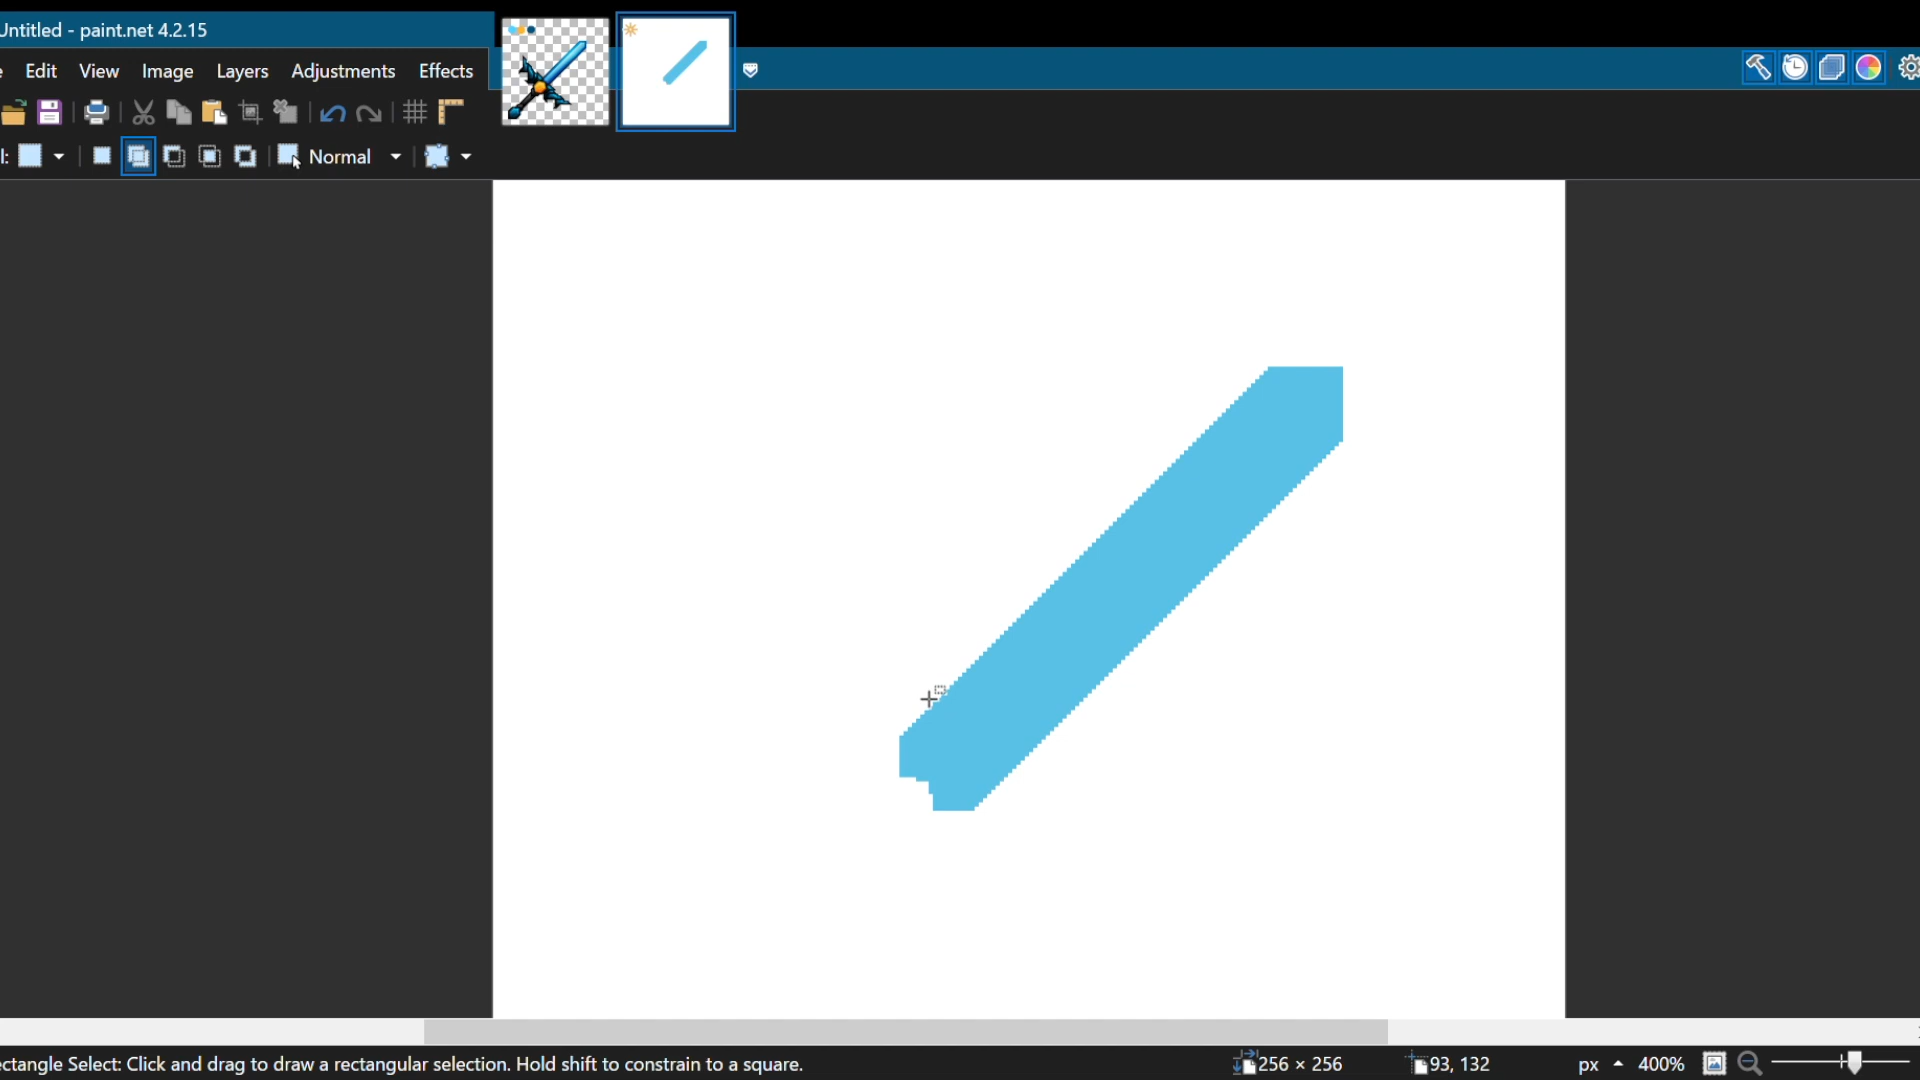 Untitled - paint.net 4.2.15
Edit View Image Layers Adjustments Effects
Normal
ectangle Select: Click and drag to draw a rectangular selection. Hold shift to constrain to a square.
256 × 256
93, 132
px
400%